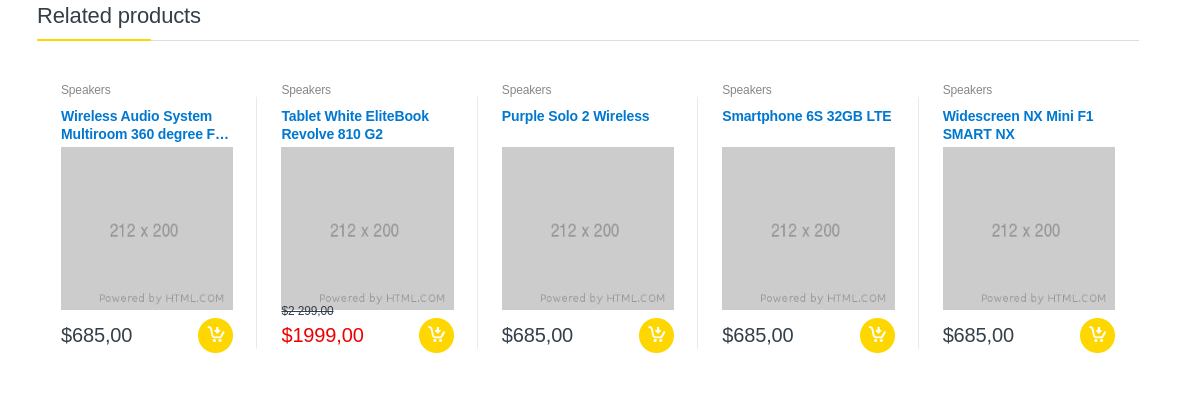 Related products
Speakers
Wireless Audio System
Multiroom 360 degree F...
212 x 200
Powered by HTML.COM
$685,00
Speakers
Tablet White EliteBook
Revolve 810 G2
212 x 200
Powered by HTML.COM
$2 299,00
$1999,00
Speakers
Purple Solo 2 Wireless
212 x 200
Powered by HTML.COM
$685,00
Speakers
Smartphone 6S 32GB LTE
212 x 200
Powered by HTML.COM
$685,00
Speakers
Widescreen NX Mini F1
SMART NX
212 x 200
Powered by HTML.COM
$685,00